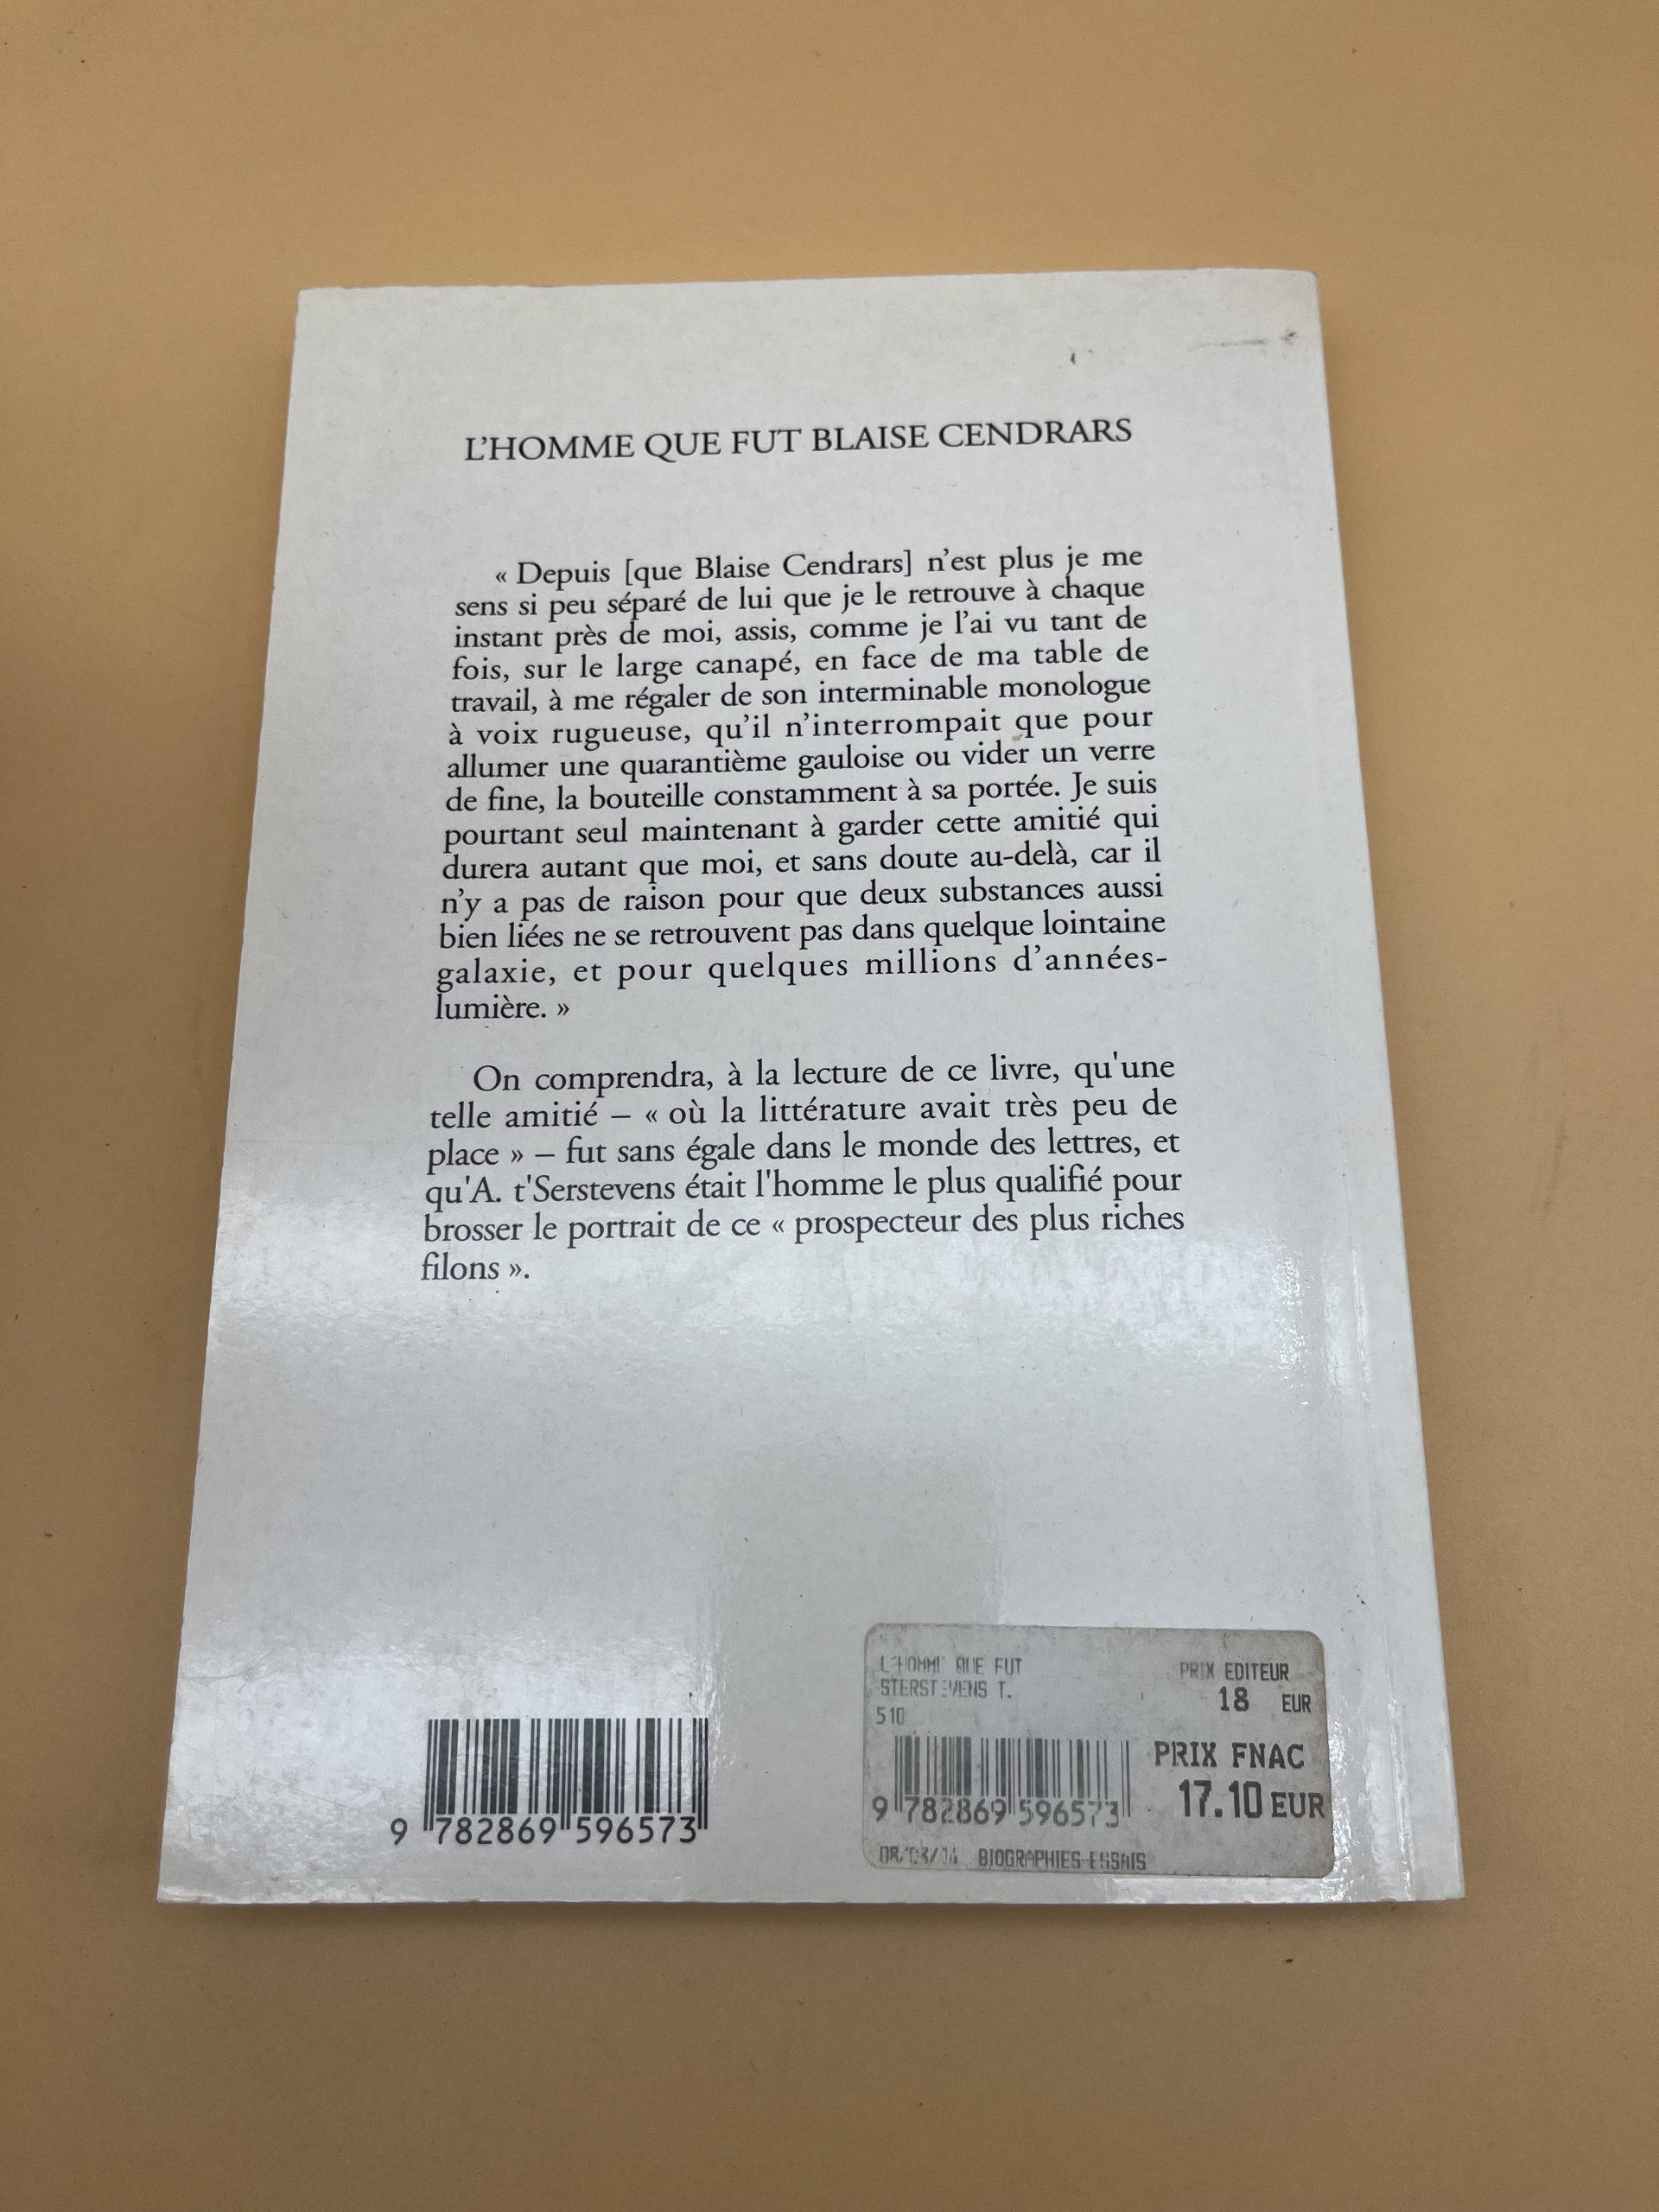 L'HOMME QUE FUT BLAISE CENDRARS
« Depuis [que Blaise Cendrars] n'est plus je me
sens si peu séparé de lui que je le retrouve à chaque
instant près de moi, assis, comme je l'ai vu tant de
fois, sur le large canapé, en face de ma table de
travail, à me régaler de son interminable monologue
à voix rugueuse, qu'il n'interrompait que pour
allumer une quarantième gauloise ou vider un verre
de fine, la bouteille constamment à sa portée. Je suis
pourtant seul maintenant à garder cette amitié qui
durera autant que moi, et sans doute au-delà, car il
n'y a pas de raison pour que deux substances aussi
bien liées ne se retrouvent pas dans quelque lointaine
galaxie, et pour quelques millions d'années-
lumière. »
On comprendra, à la lecture de ce livre, qu'une
telle amitié – « où la littérature avait très peu de
place » – fut sans égale dans le monde des lettres, et
qu'A. t'Serstevens était l'homme le plus qualifié pour
brosser le portrait de ce « prospecteur des plus riches
filons ».
9 782869 596573
L'HOMME QUE FUT
STERSTEVENS T.
510
9 782869 596573
BIOGRAPHIES-ESSAIS
PRIX EDITEUR
18 EUR
PRIX FNAC
17.10 EUR